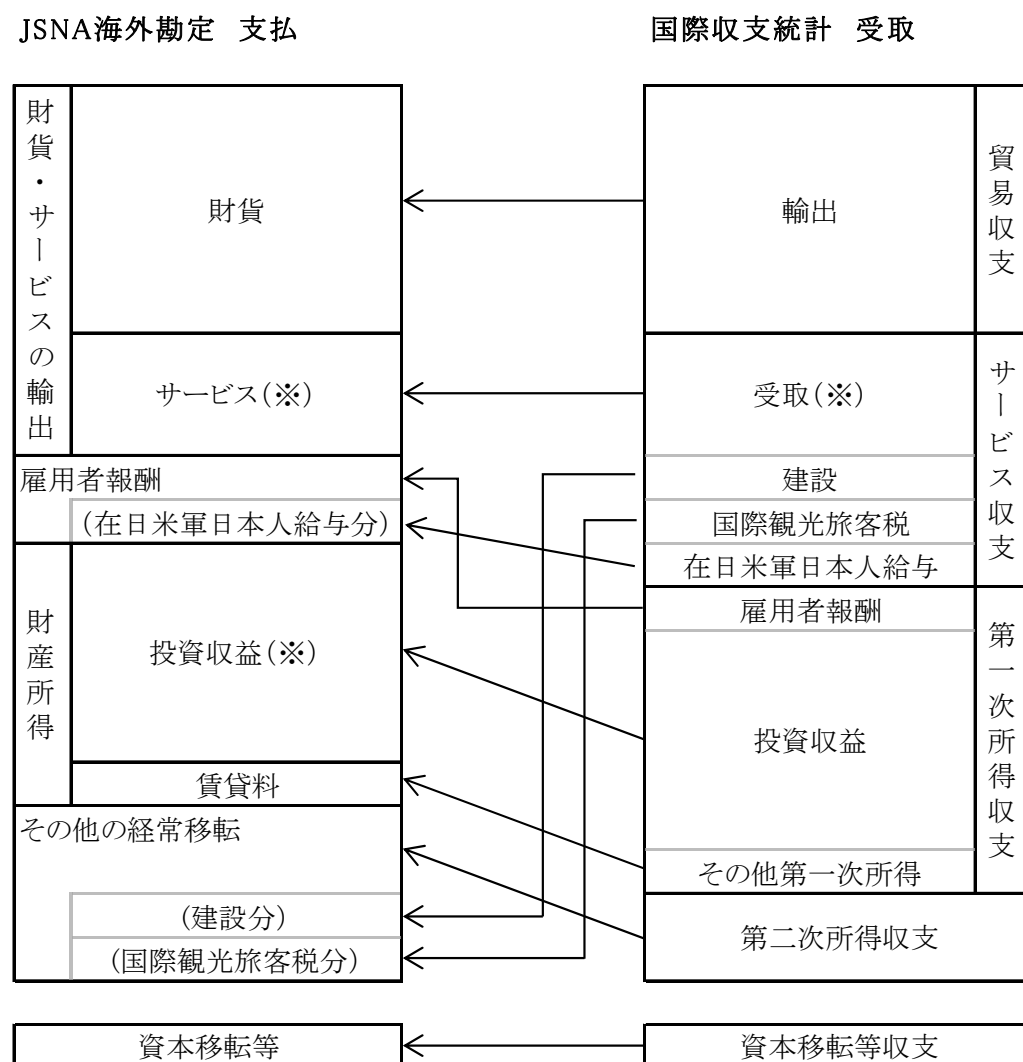 JSNA海外勘定 支払
国際収支統計 受取
財貨・サービスの輸出
財貨
サービス(※)
雇用者報酬
(在日米軍日本人給与分)
財産所得
投資収益(※)
賃貸料
その他の経常移転
(建設分)
(国際観光旅客税分)
資本移転等
輸出
貿易収支
受取(※)
建設
国際観光旅客税
在日米軍日本人給与
サービス収支
雇用者報酬
投資収益
その他第一次所得
第一次所得収支
第二次所得収支
資本移転等収支